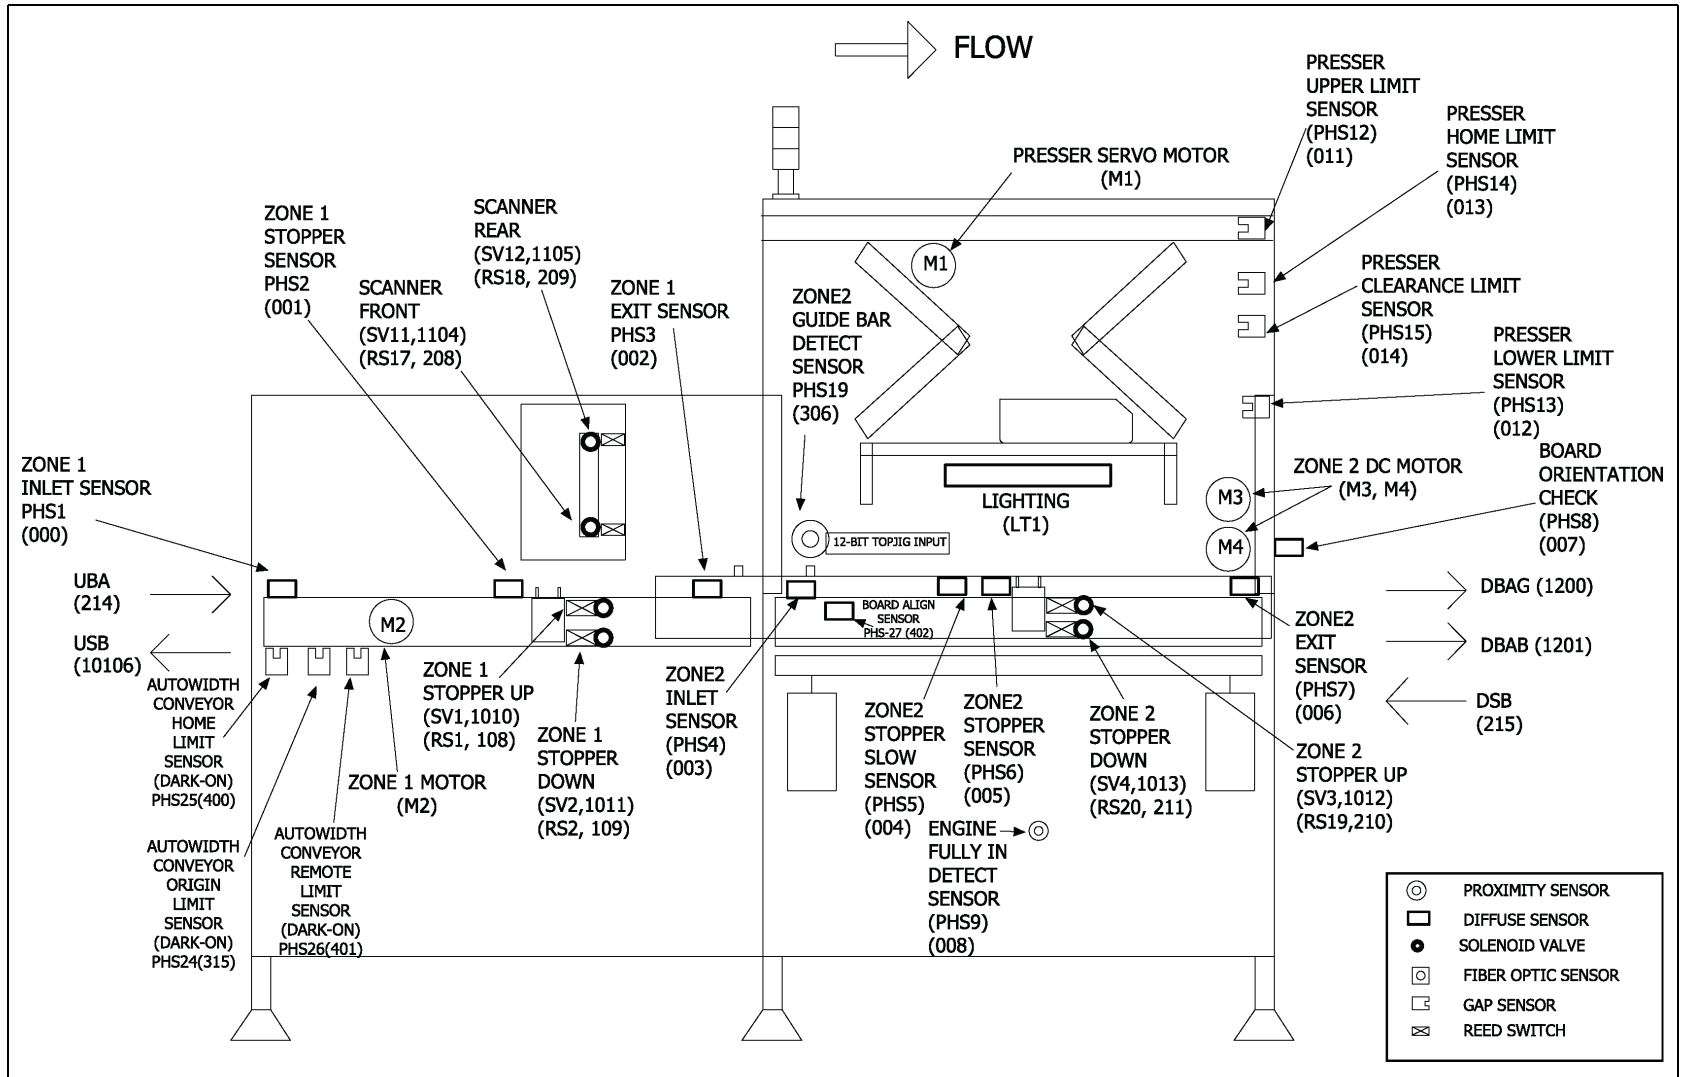 FLOW
PRESSER
UPPER LIMIT
SENSOR
(PHS12)
(011)
PRESSER
HOME LIMIT
SENSOR
(PHS14)
(013)
PRESSER SERVO MOTOR
(M1)
M1
ZONE 1
STOPPER
SENSOR
PHS2
(001)
SCANNER
REAR
(SV12,1105)
(RS18, 209)
SCANNER
FRONT
(SV11,1104)
(RS17, 208)
ZONE 1
EXIT SENSOR
PHS3
(002)
ZONE2
GUIDE BAR
DETECT
SENSOR
PHS19
(306)
PRESSER
CLEARANCE LIMIT
SENSOR
(PHS15)
(014)
PRESSER
LOWER LIMIT
SENSOR
(PHS13)
(012)
BOARD
ORIENTATION
CHECK
(PHS8)
(007)
ZONE 2 DC MOTOR
(M3, M4)
M3
M4
LIGHTING
(LT1)
12-BIT TOPJIG INPUT
ZONE 1
INLET SENSOR
PHS1
(000)
UBA
(214)
USB
(10106)
M2
BOARD ALIGN
SENSOR
PHS-27 (402)
DBAG (1200)
DBAB (1201)
DSB
(215)
ZONE2
EXIT
SENSOR
(PHS7)
(006)
AUTOWIDTH
CONVEYOR
HOME
LIMIT
SENSOR
(DARK-ON)
PHS25(400)
ZONE 1 MOTOR
(M2)
ZONE 1
STOPPER UP
(SV1,1010)
(RS1, 108)
ZONE 1
STOPPER
DOWN
(SV2,1011)
(RS2, 109)
ZONE2
INLET
SENSOR
(PHS4)
(003)
ZONE2
STOPPER
SLOW
SENSOR
(PHS5)
(004)
ZONE2
STOPPER
SENSOR
(PHS6)
(005)
ZONE 2
STOPPER
DOWN
(SV4,1013)
(RS20, 211)
ZONE 2
STOPPER UP
(SV3,1012)
(RS19,210)
AUTOWIDTH
CONVEYOR
ORIGIN
LIMIT
SENSOR
(DARK-ON)
PHS24(315)
AUTOWIDTH
CONVEYOR
REMOTE
LIMIT
SENSOR
(DARK-ON)
PHS26(401)
ENGINE
FULLY IN
DETECT
SENSOR
(PHS9)
(008)
PROXIMITY SENSOR
DIFFUSE SENSOR
SOLENOID VALVE
FIBER OPTIC SENSOR
GAP SENSOR
REED SWITCH